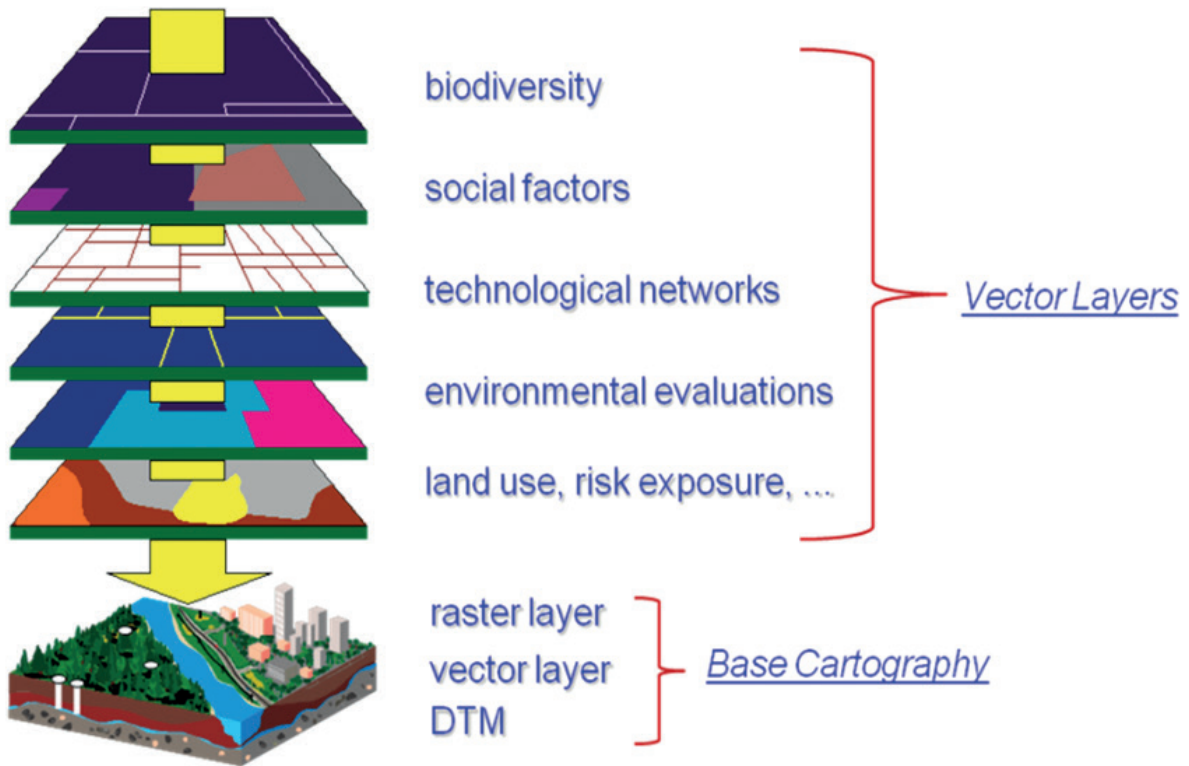 biodiversity
social factors
technological networks
Vector Layers
environmental evaluations
land use, risk exposure, ...
raster layer
vector layer
Base Cartography
DTM